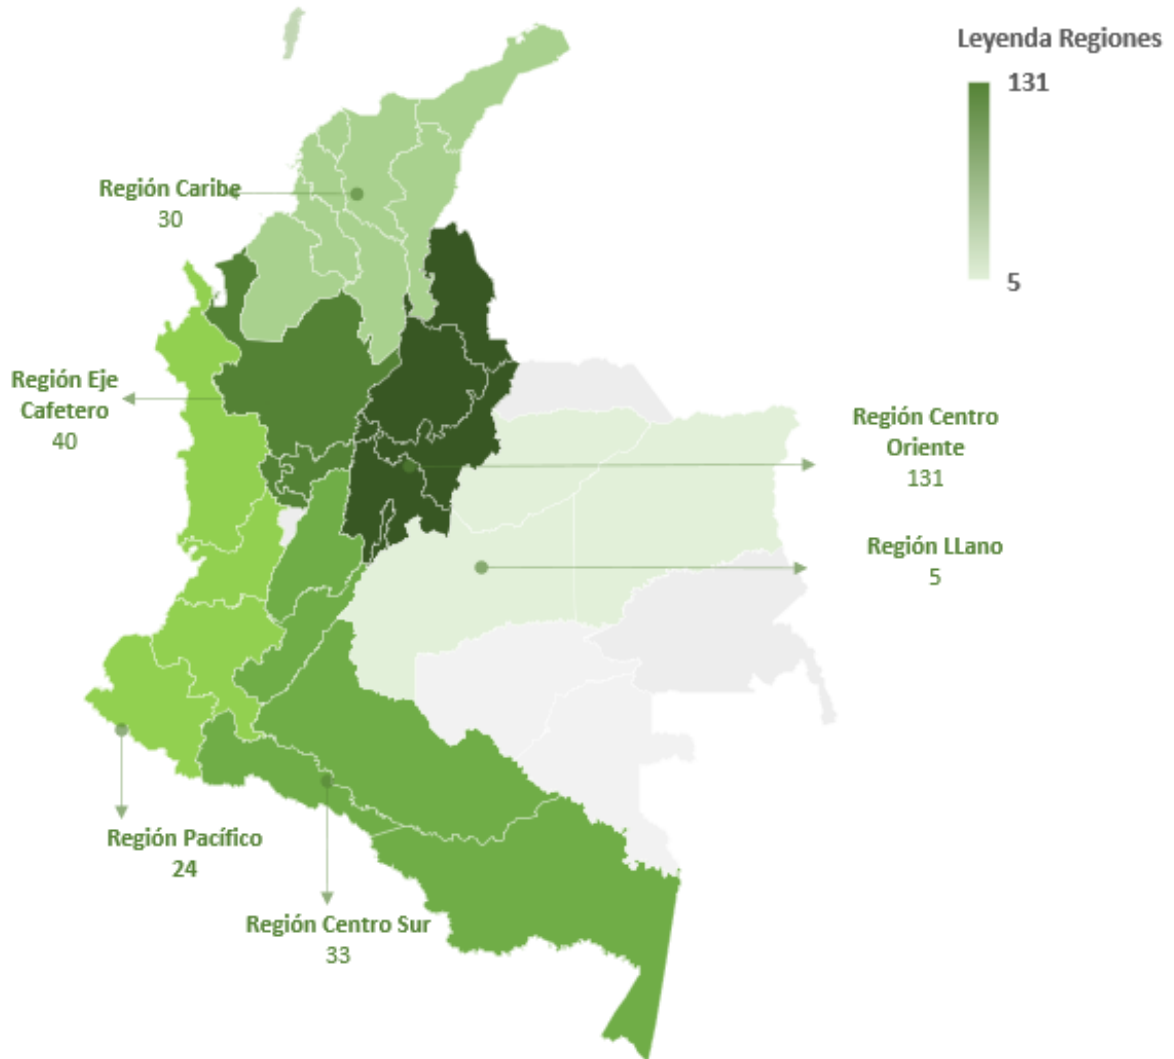 Leyenda Regiones
131
5
Región Caribe
30
Región Eje
Cafetero
40
Región Centro
Oriente
131
Región LLano
5
Región Pacífico
24
Región Centro Sur
33